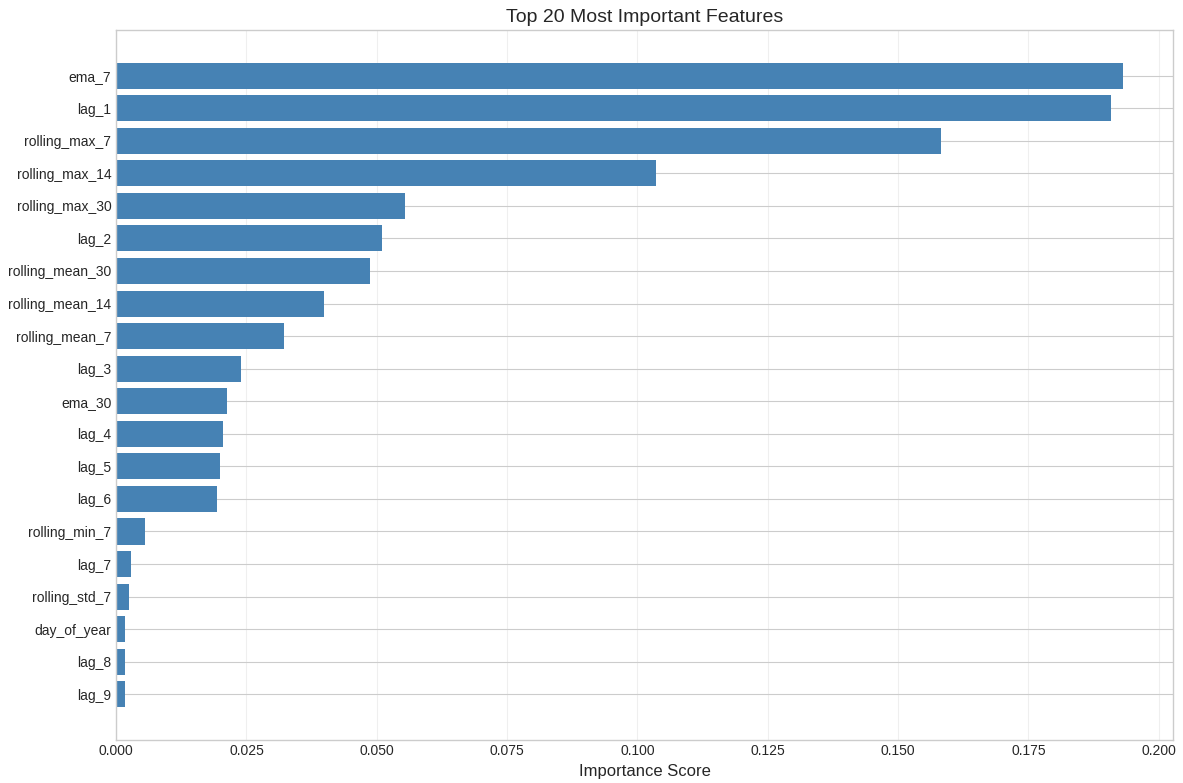 Top 20 Most Important Features
ema_7
lag_1
rolling_max_7
rolling_max_14
rolling_max_30
lag_2
rolling_mean_30
rolling_mean_14
rolling_mean_7
lag_3
ema_30
lag_4
lag_5
lag_6
rolling_min_7
lag_7
rolling_std_7
day_of_year
lag_8
lag_9
0.000 0.025 0.050 0.075 0.100 0.125 0.150 0.175 0.200
Importance Score